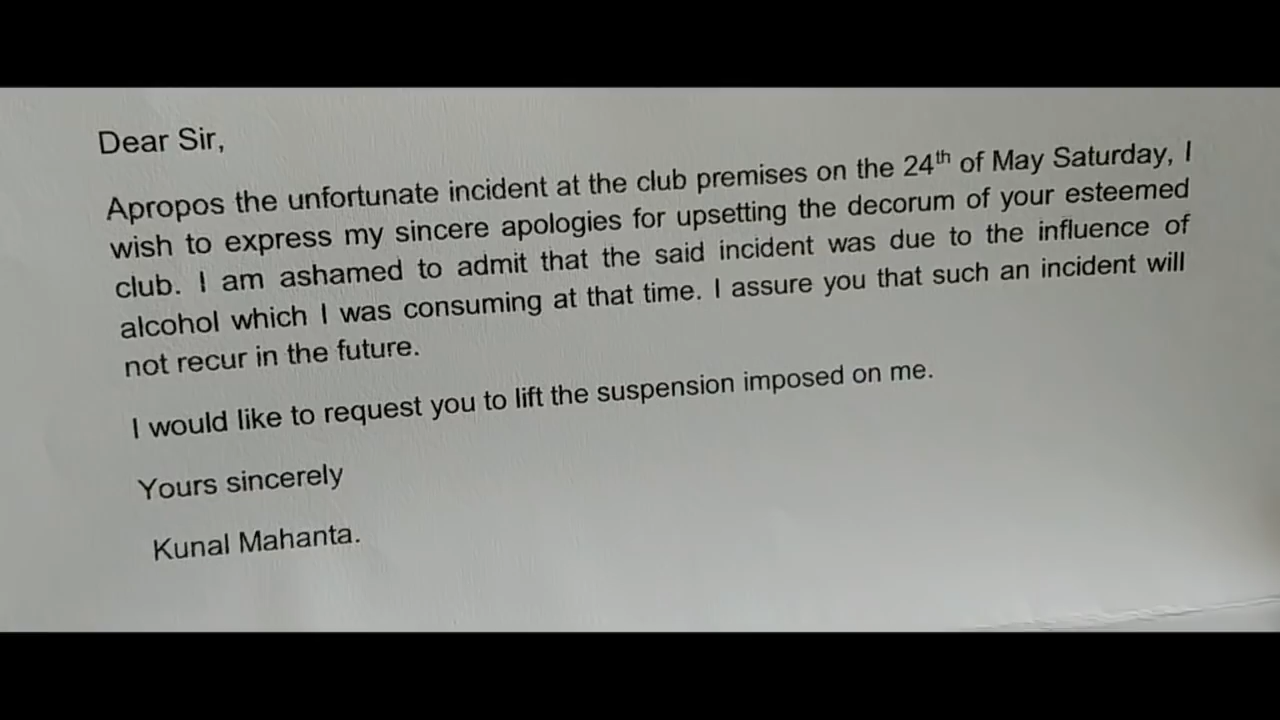 Dear Sir,
Apropos the unfortunate incident at the club premises on the 24th of May Saturday, I
wish to express my sincere apologies for upsetting the decorum of your esteemed
club. I am ashamed to admit that the said incident was due to the influence of
alcohol which I was consuming at that time. I assure you that such an incident will
not recur in the future.
I would like to request you to lift the suspension imposed on me.
Yours sincerely
Kunal Mahanta.